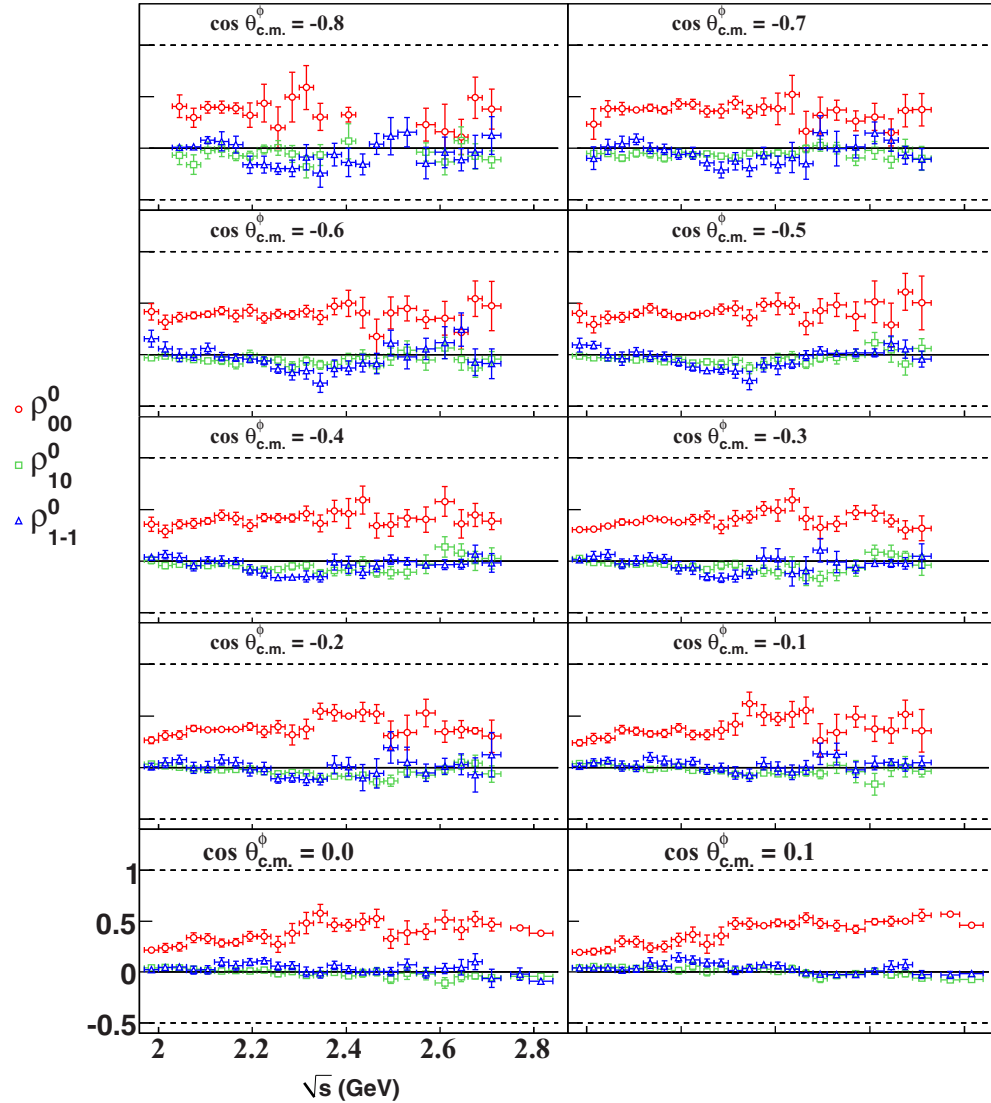 cos θ^ϕ_c.m. = -0.8
cos θ^ϕ_c.m. = -0.7
cos θ^ϕ_c.m. = -0.6
cos θ^ϕ_c.m. = -0.5
ρ^0_00
ρ^0_10
ρ^0_1-1
cos θ^ϕ_c.m. = -0.4
cos θ^ϕ_c.m. = -0.3
cos θ^ϕ_c.m. = -0.2
cos θ^ϕ_c.m. = -0.1
cos θ^ϕ_c.m. = 0.0
cos θ^ϕ_c.m. = 0.1
1
0.5
0
-0.5
2 2.2 2.4 2.6 2.8
√s (GeV)